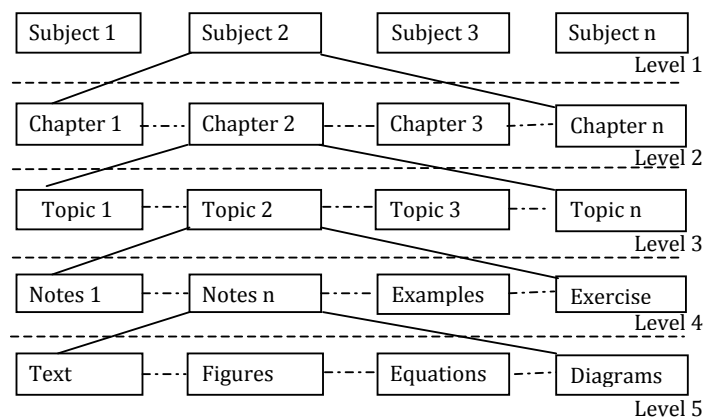 Subject 1 Subject 2 Subject 3 Subject n
Level 1
Chapter 1 Chapter 2 Chapter 3 Chapter n
Level 2
Topic 1 Topic 2 Topic 3 Topic n
Level 3
Notes 1 Notes n Examples Exercise
Level 4
Text Figures Equations Diagrams
Level 5